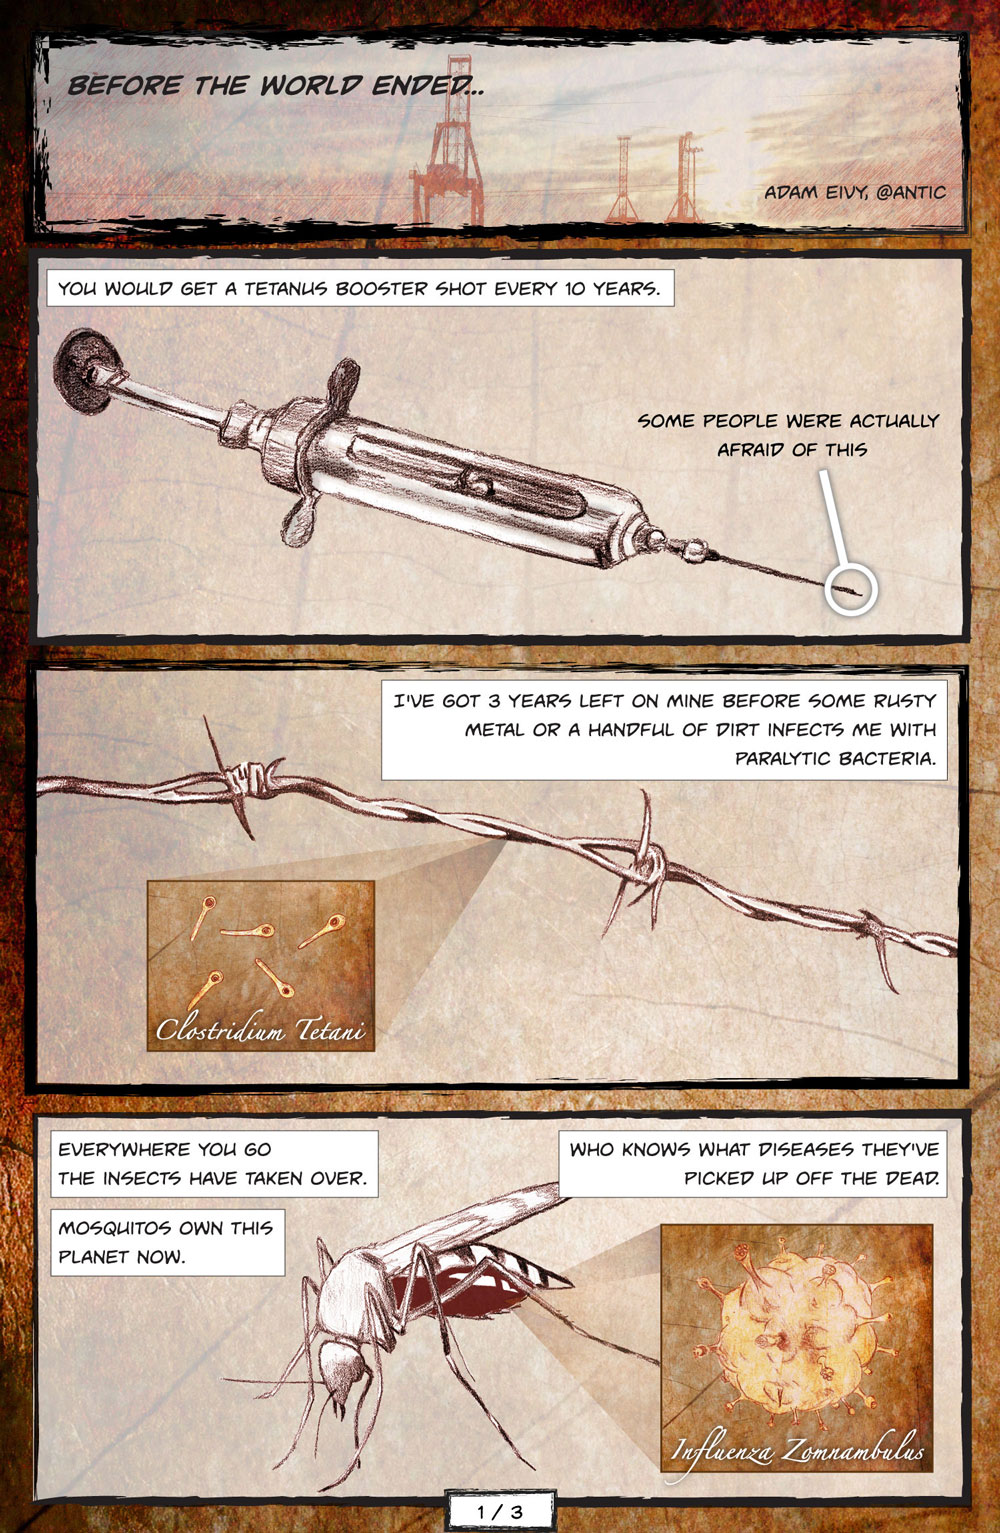 BEFORE THE WORLD ENDED...
ADAM EIVY, @ANTIC
YOU WOULD GET A TETANUS BOOSTER SHOT EVERY 10 YEARS.
SOME PEOPLE WERE ACTUALLY
AFRAID OF THIS
I'VE GOT 3 YEARS LEFT ON MINE BEFORE SOME RUSTY
METAL OR A HANDFUL OF DIRT INFECTS ME WITH
PARALYTIC BACTERIA.
Clostridium Tetani
EVERYWHERE YOU GO
THE INSECTS HAVE TAKEN OVER.
MOSQUITOS OWN THIS
PLANET NOW.
WHO KNOWS WHAT DISEASES THEY'VE
PICKED UP OFF THE DEAD.
Influenza Zomnambulus
1 / 3